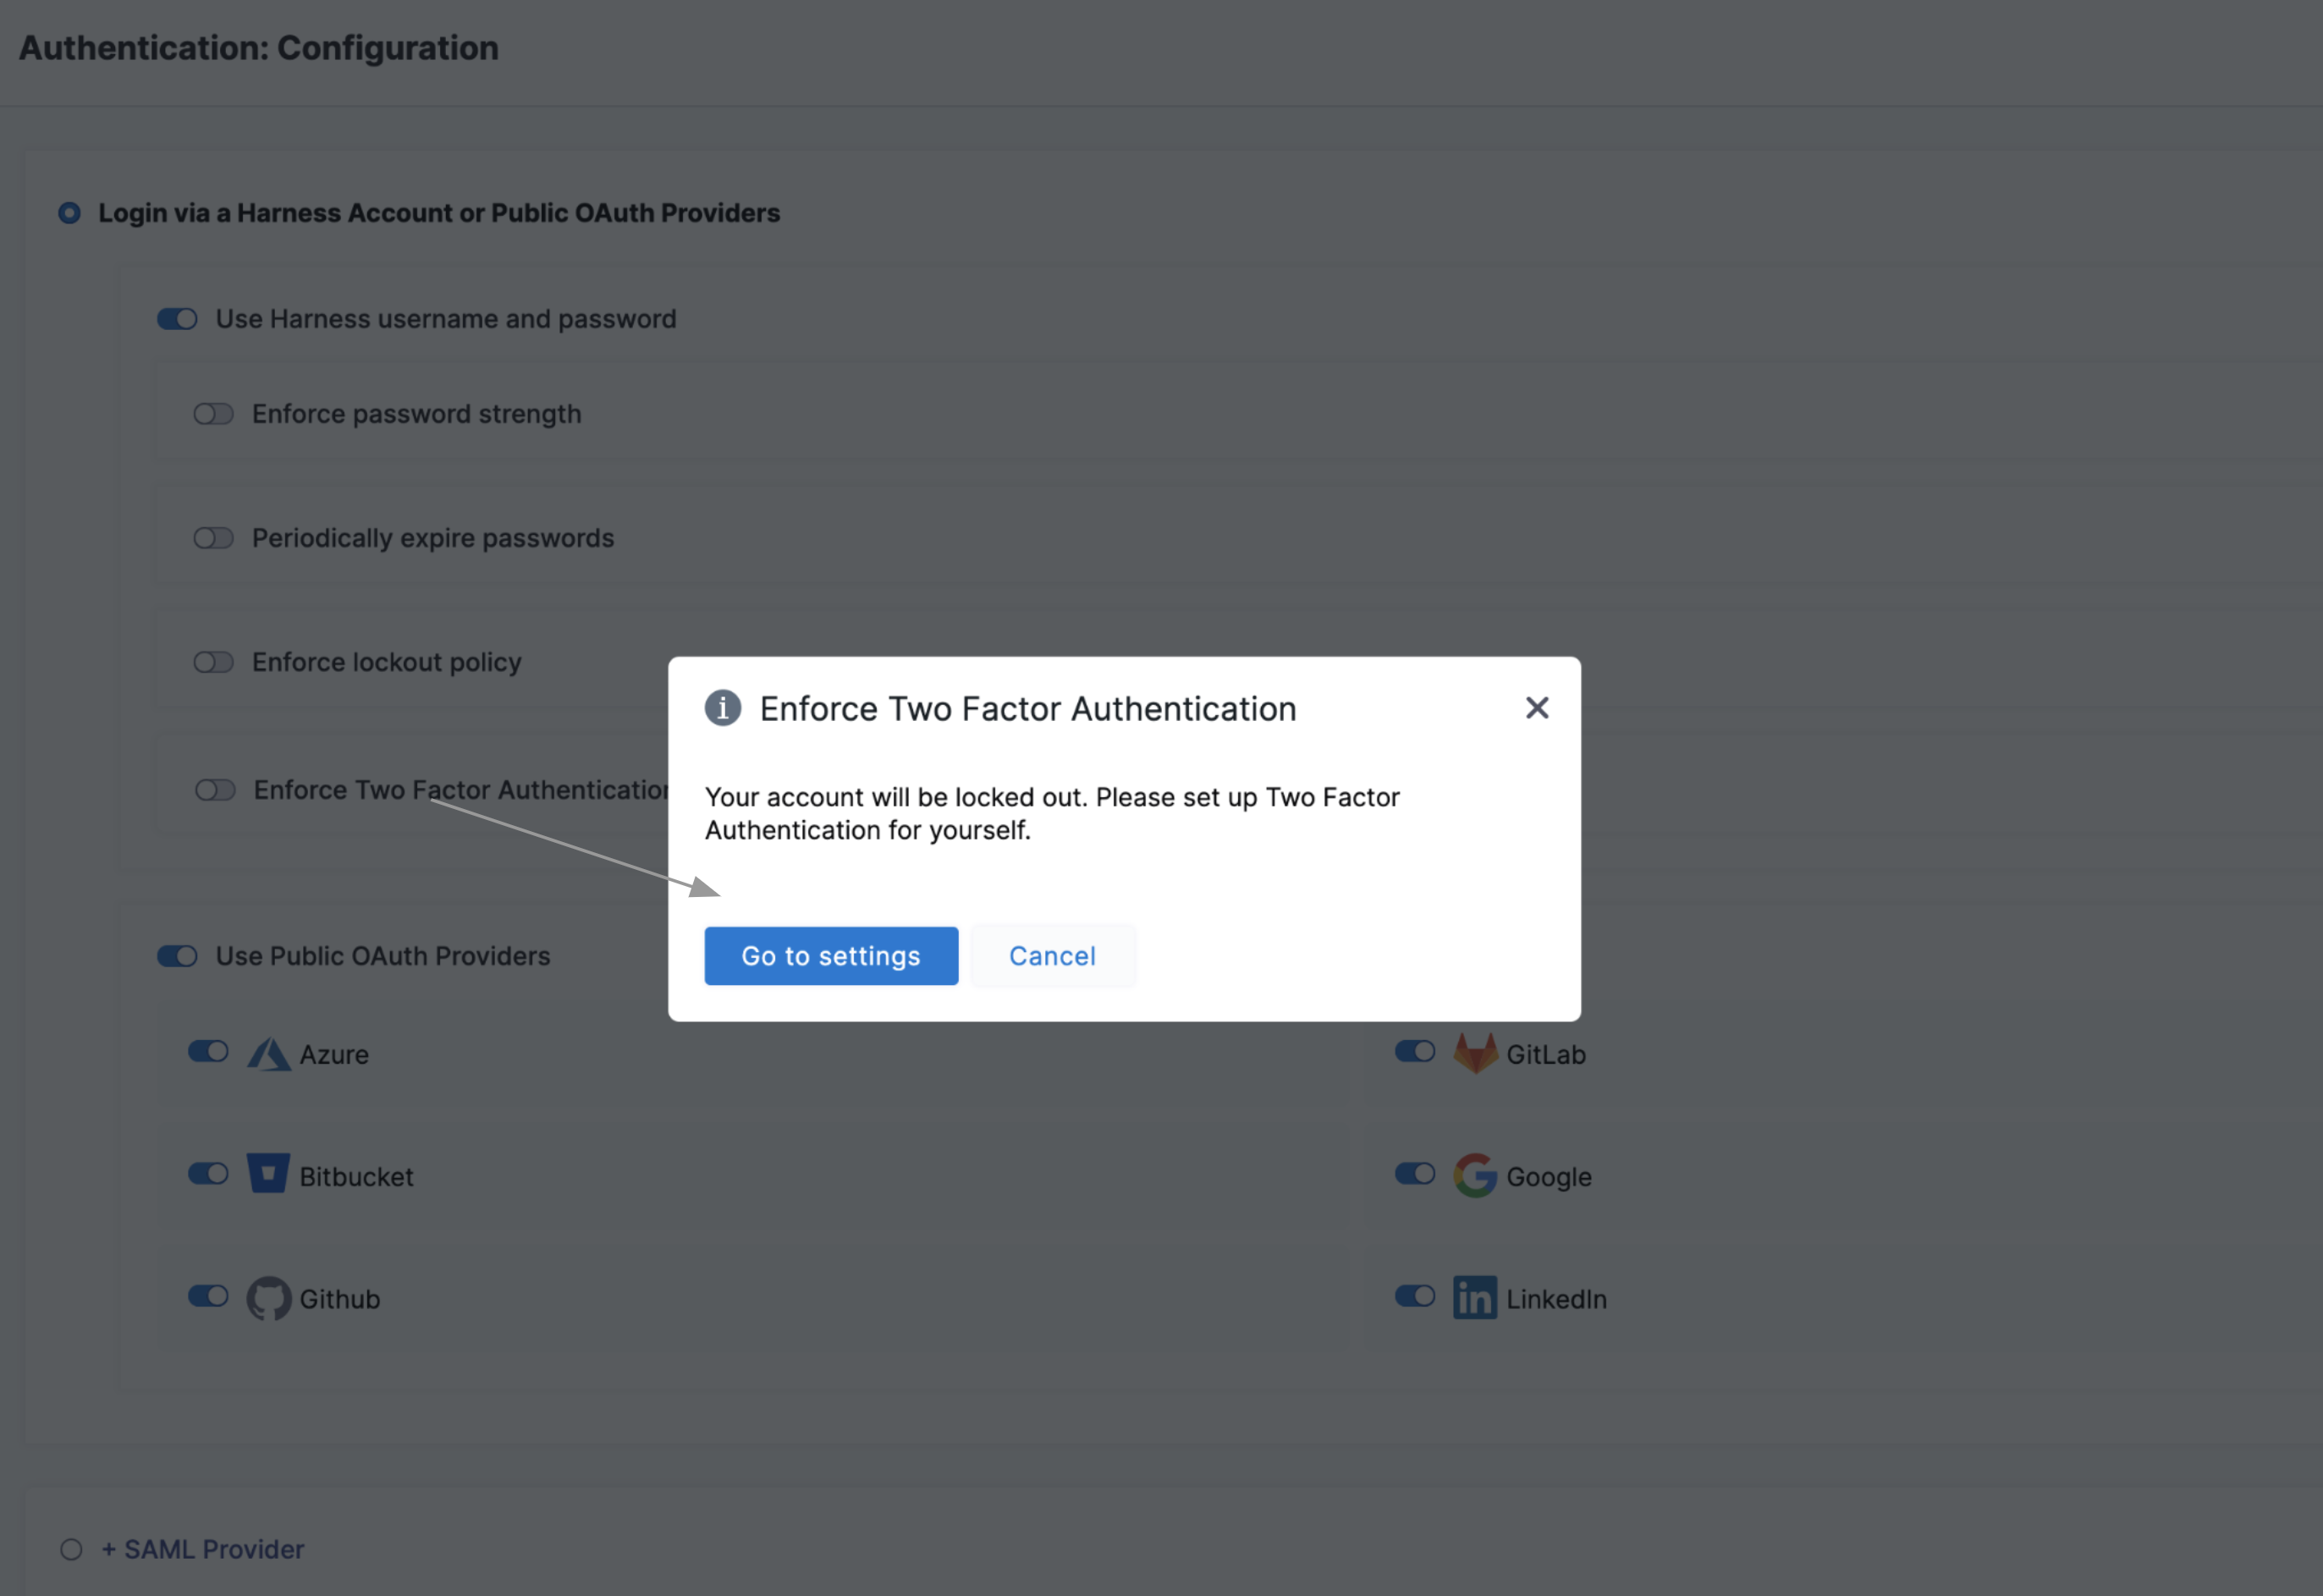 Authentication: Configuration
Login via a Harness Account or Public OAuth Providers
Use Harness username and password
Enforce password strength
Periodically expire passwords
Enforce lockout policy
Enforce Two Factor Authentication
Enforce Two Factor Authentication
Your account will be locked out. Please set up Two Factor
Authentication for yourself.
Go to settings
Cancel
Use Public OAuth Providers
Azure
GitLab
Bitbucket
Google
Github
LinkedIn
+ SAML Provider